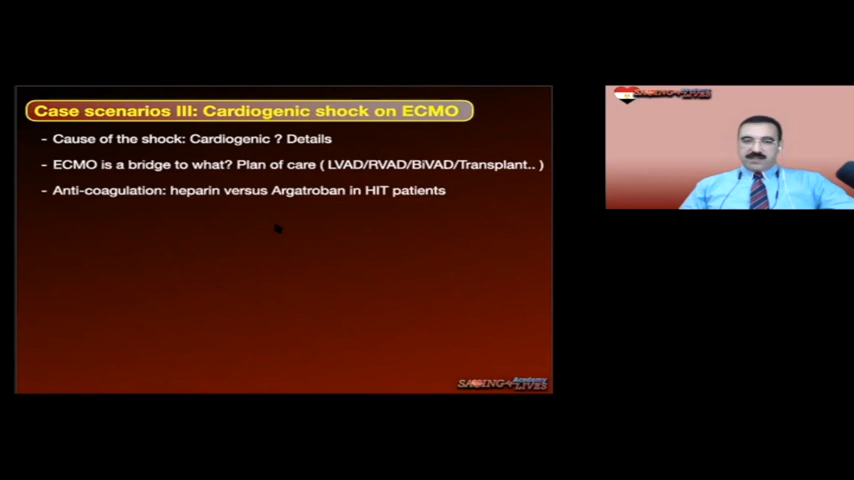 Case scenarios III: Cardiogenic shock on ECMO
- Cause of the shock: Cardiogenic ? Details
- ECMO is a bridge to what? Plan of care ( LVAD/RVAD/BiVAD/Transplant.. )
- Anti-coagulation: heparin versus Argatroban in HIT patients
SAVING Academy LIVES